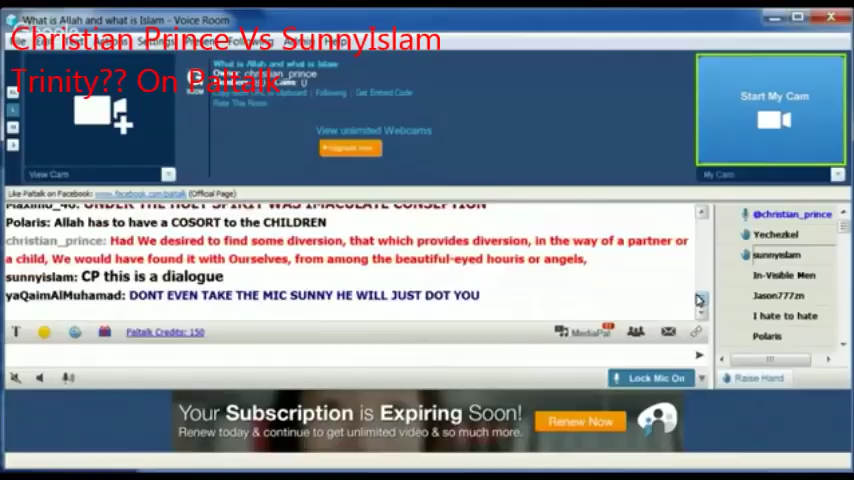 What is Allah and what is Islam - Voice Room
Christian Prince Vs SunnyIslam
Trinity?? On Paltalk
What is Allah and what is Islam
christian_prince
Following | Get Embed Code
Rate This Room
View unlimited Webcams
Upgrade now
Start My Cam
View Cam
My Cam
Like Paltalk on Facebook: www.facebook.com/paltalk (Official Page)
Maximo_40: UNDER THE HOLY SPIRIT WAS IMACULATE CONSEPTION
Polaris: Allah has to have a COSORT to the CHILDREN
christian_prince: Had We desired to find some diversion, that which provides diversion, in the way of a partner or
a child, We would have found it with Ourselves, from among the beautiful-eyed houris or angels,
sunnyislam: CP this is a dialogue
yaQaimAlMuhamad: DONT EVEN TAKE THE MIC SUNNY HE WILL JUST DOT YOU
@christian_prince
Yechezkel
sunnyislam
In-Visible Men
Jason777m
I hate to hate
Polaris
T
Paltalk Credits: 150
MediaPal
Lock Mic On
Raise Hand
Your Subscription is Expiring Soon!
Renew today & continue to get unlimited video & so much more.
Renew Now